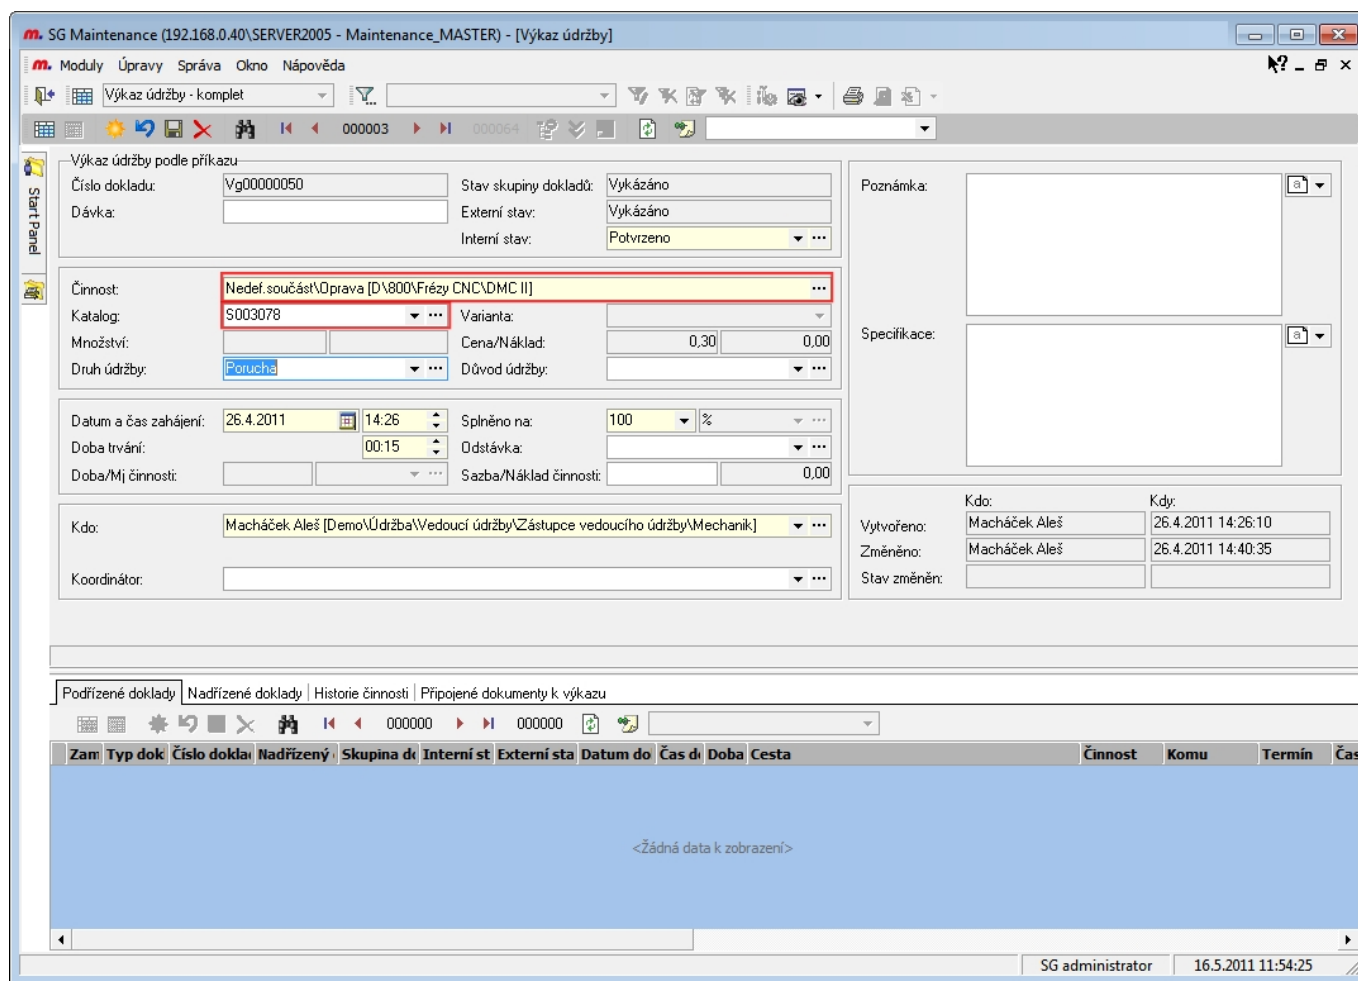 m. SG Maintenance (192.168.0.40\SERVER2005 - Maintenance_MASTER) - [Výkaz údržby]
m. Moduly Úpravy Správa Okno Nápověda
Výkaz údržby - komplet
000003 000064
Start Panel
Výkaz údržby podle příkazu
Číslo dokladu: Vg00000050 Stav skupiny dokladů: Vykázáno Poznámka: a
Dávka: Externí stav: Vykázáno
Interní stav: Potvrzeno
Činnost: Nedef.součást\Oprava [D\800\Frézy CNC\DMC II]
Katalog: S003078 Varianta:
Množství: Cena/Náklad: 0,30 0,00 Specifikace: a
Druh údržby: Porucha Důvod údržby:
Datum a čas zahájení: 26.4.2011 14:26 Splněno na: 100 %
Doba trvání: 00:15 Odstávka:
Doba/Mj činnosti: Sazba/Náklad činnosti: 0,00
Kdo: Kdy:
Kdo: Macháček Aleš [Demo\Údržba\Vedoucí údržby\Zástupce vedoucího údržby\Mechanik] Vytvořeno: Macháček Aleš 26.4.2011 14:26:10
Změněno: Macháček Aleš 26.4.2011 14:40:35
Koordinátor: Stav změněn:
Podřízené doklady Nadřízené doklady Historie činnosti Připojené dokumenty k výkazu
000000 000000
Zam Typ dok Číslo dokla Nadřízený Skupina do Interní st Externí sta Datum do Čas do Doba Cesta Činnost Komu Termín Čas
<Žádná data k zobrazení>
SG administrator 16.5.2011 11:54:25